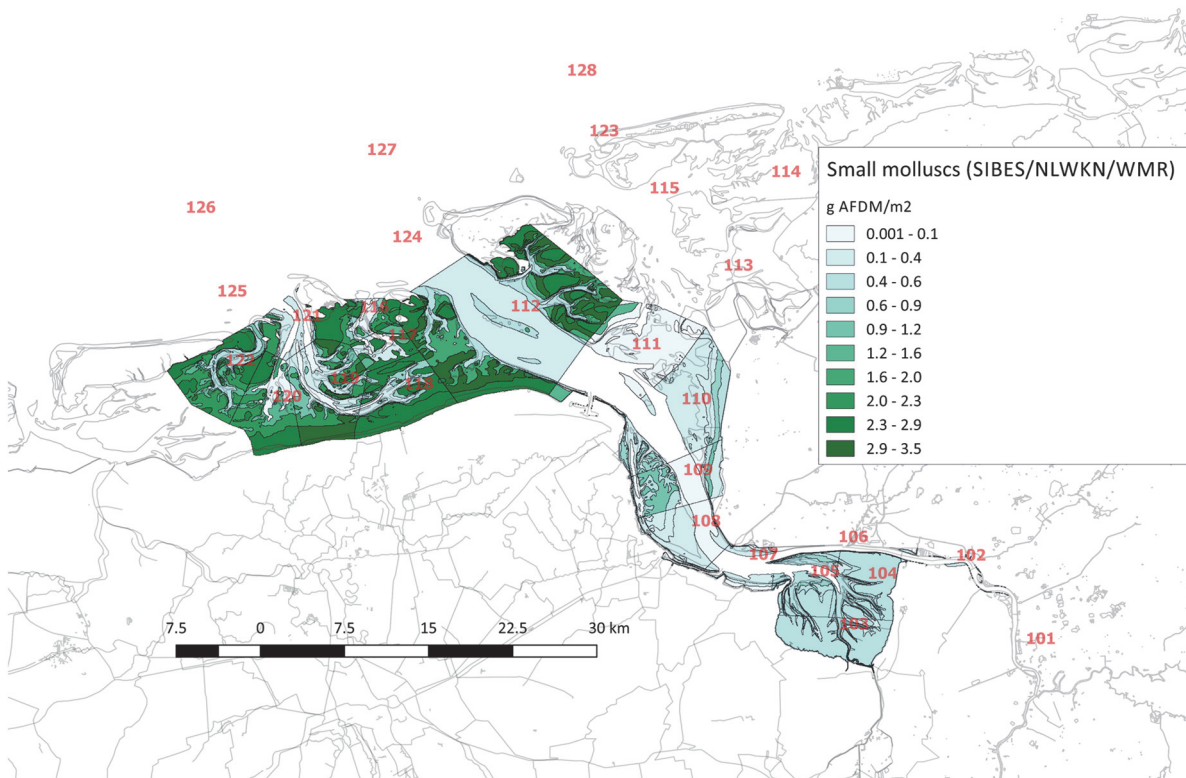 128
123
127
114
115
126
124
113
125
112
116
121
117
111
122
119
118
120
110
109
108
106
107
102
105
104
103
101
Small molluscs (SIBES/NLWKN/WMR)
g AFDM/m2
0.001 - 0.1
0.1 - 0.4
0.4 - 0.6
0.6 - 0.9
0.9 - 1.2
1.2 - 1.6
1.6 - 2.0
2.0 - 2.3
2.3 - 2.9
2.9 - 3.5
7.5 0 7.5 15 22.5 30 km